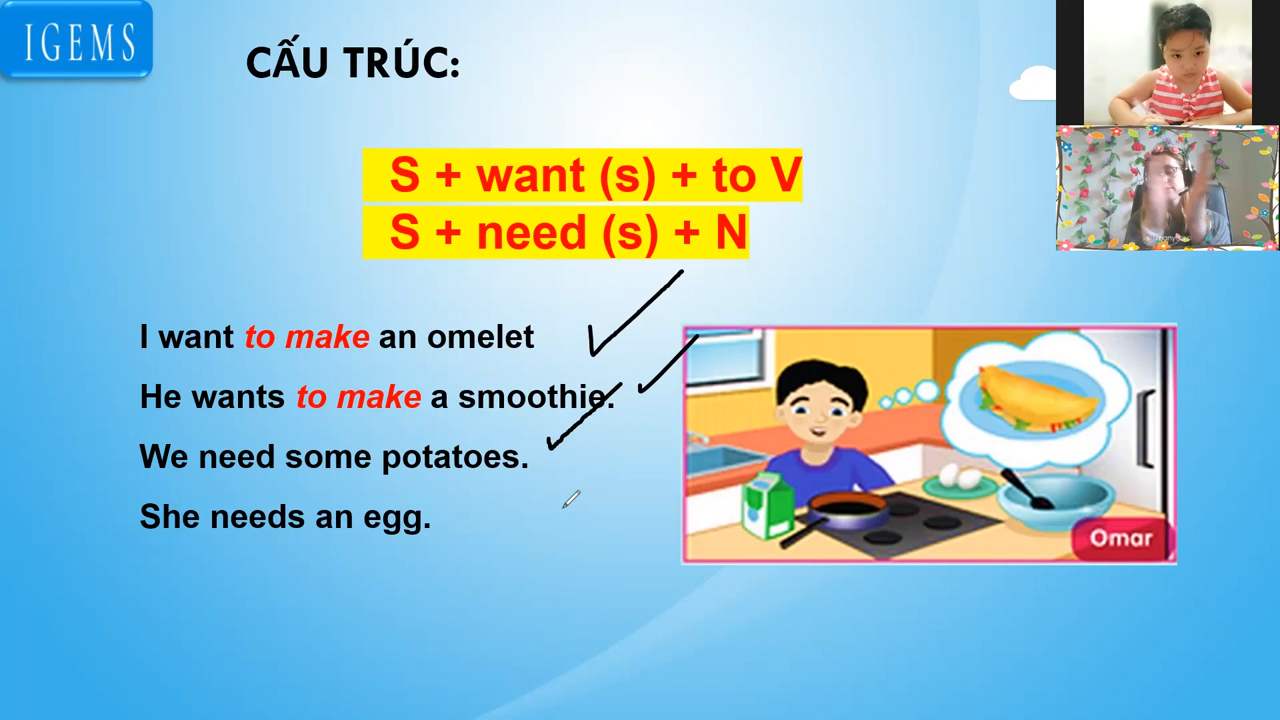 IGEMS
CẤU TRÚC:
S + want (s) + to V
S + need (s) + N
I want to make an omelet
He wants to make a smoothie.
We need some potatoes.
She needs an egg.
Omar